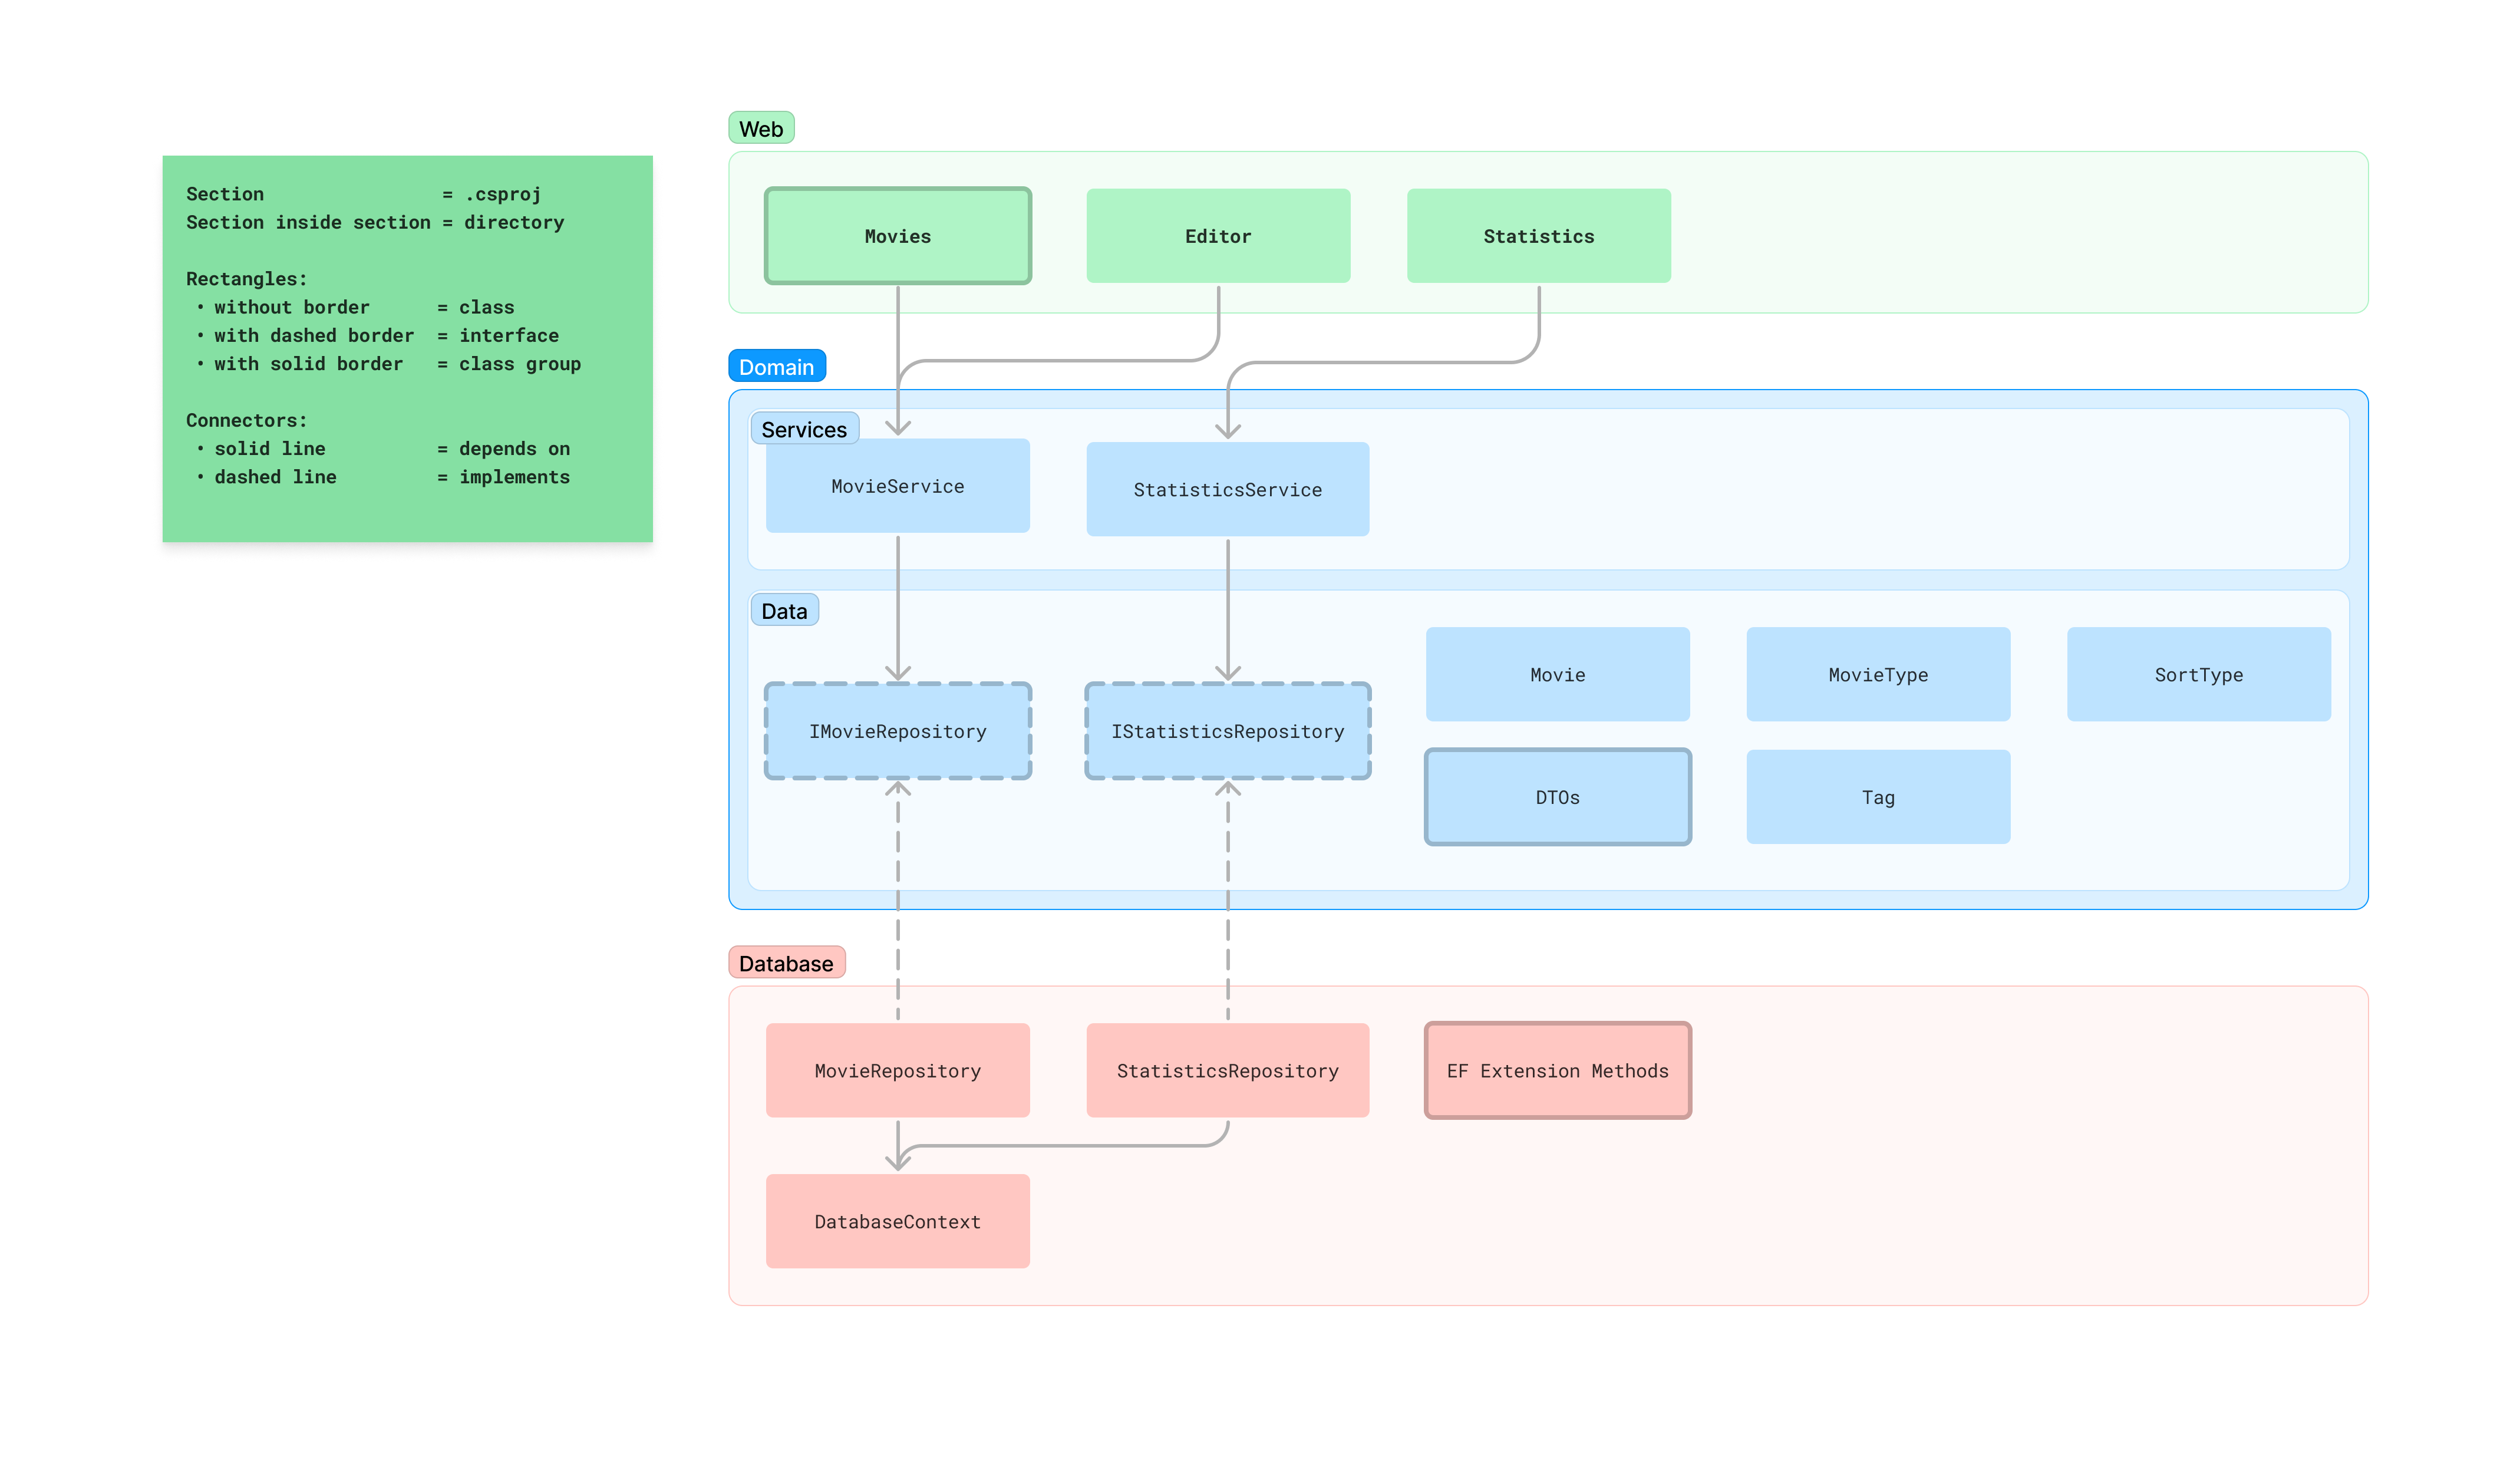 Section = .csproj
Section inside section = directory
Rectangles:
• without border = class
• with dashed border = interface
• with solid border = class group
Connectors:
• solid line = depends on
• dashed line = implements
Web
Movies
Editor
Statistics
Domain
Services
MovieService
StatisticsService
Data
IMovieRepository
IStatisticsRepository
Movie
MovieType
SortType
DTOs
Tag
Database
MovieRepository
StatisticsRepository
EF Extension Methods
DatabaseContext